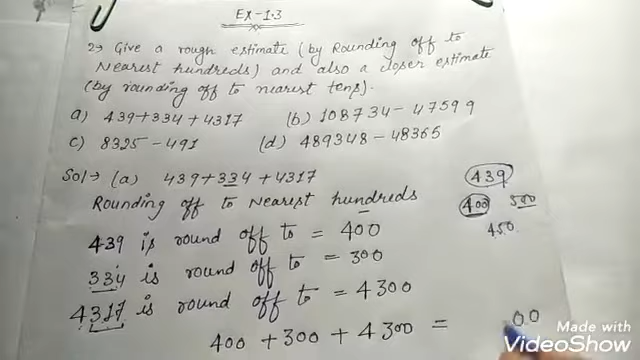 Ex-1.3
2→ Give a rough estimate (by Rounding off to
Nearest hundreds) and also a closer estimate
(by rounding off to nearest tens).
a) 439+334+4317 (b) 108734-47599
c) 8325-491 (d) 489348-48365
Sol→ (a) 439+334+4317
439
Rounding off to Nearest hundreds
400 500
450
439 is round off to = 400
334 is round off to = 300
4317 is round off to = 4300
400 + 300 + 4300 = 00
Made with
VideoShow